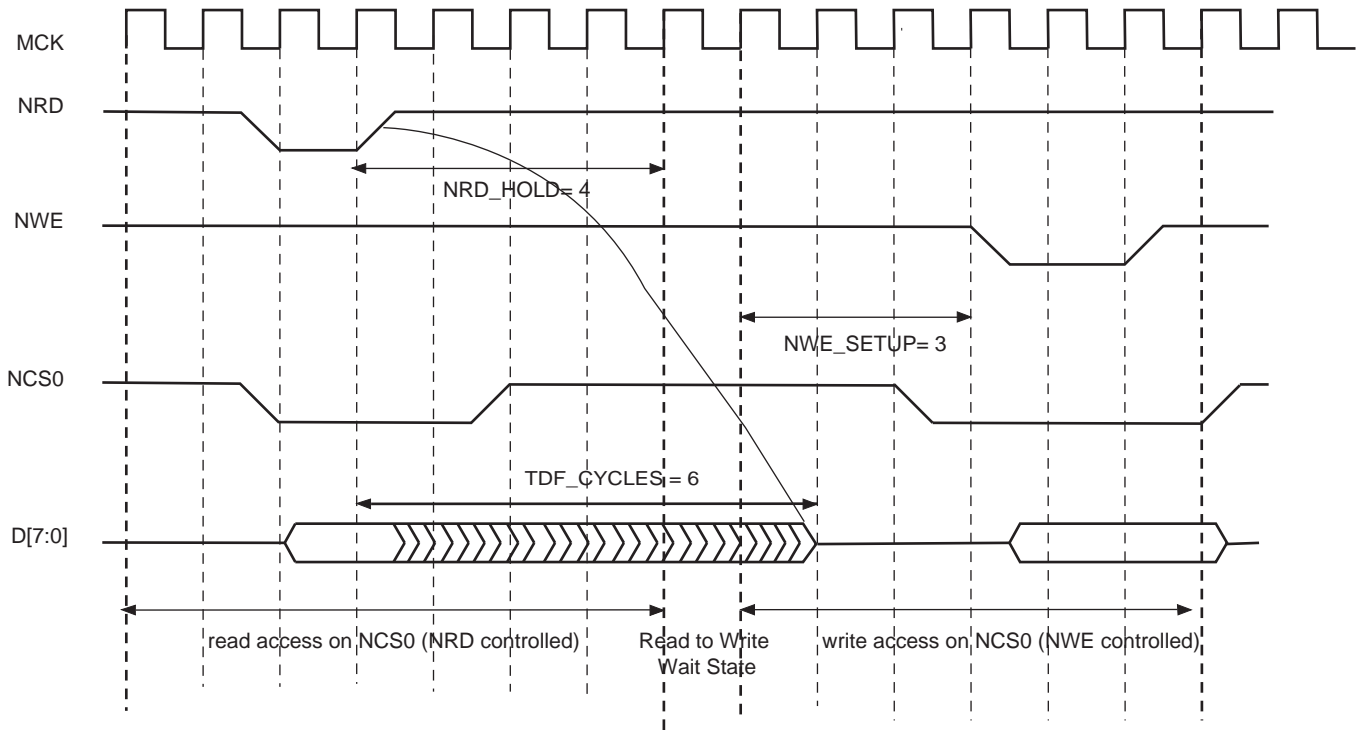 MCK
NRD
NRD_HOLD= 4
NWE
NWE_SETUP= 3
NCS0
TDF_CYCLES = 6
D[7:0]
read access on NCS0 (NRD controlled)
Read to Write
Wait State
write access on NCS0 (NWE controlled)